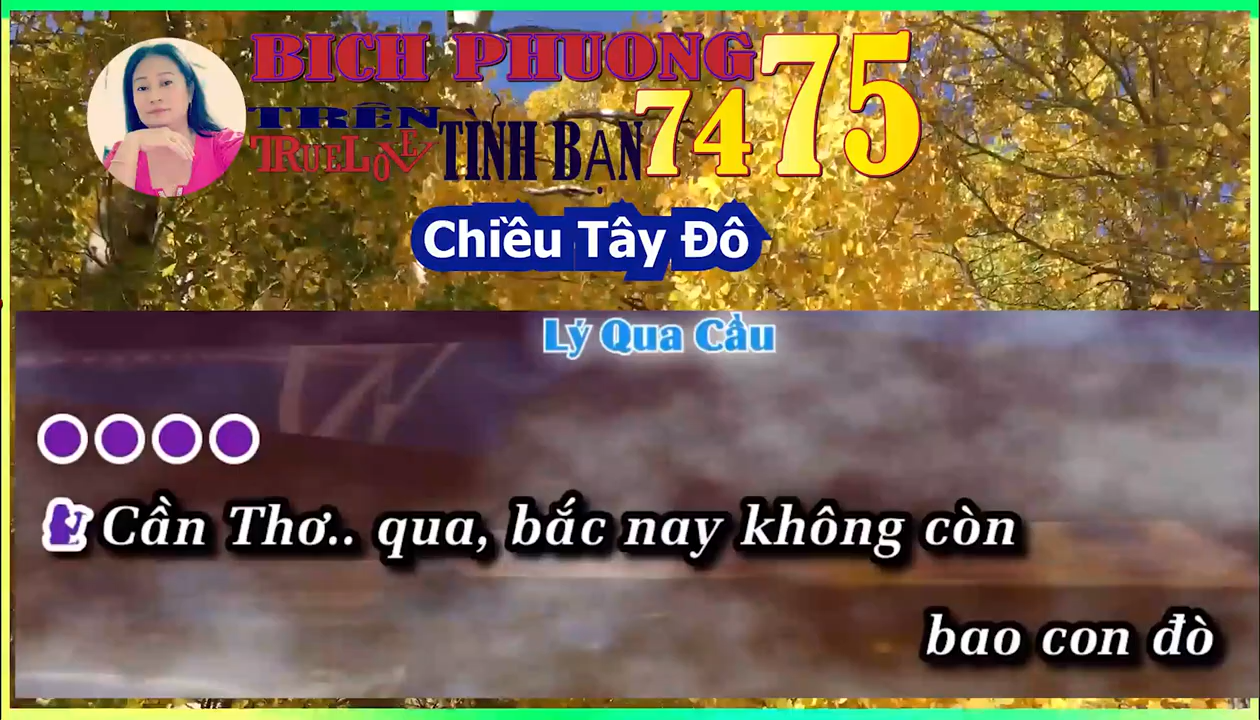 BICH PHUONG 75
TRÊN
TRUELOVE TÌNH BẠN 74
Chiều Tây Đô
Lý Qua Cầu
Cần Thơ.. qua, bắc nay không còn
bao con đò